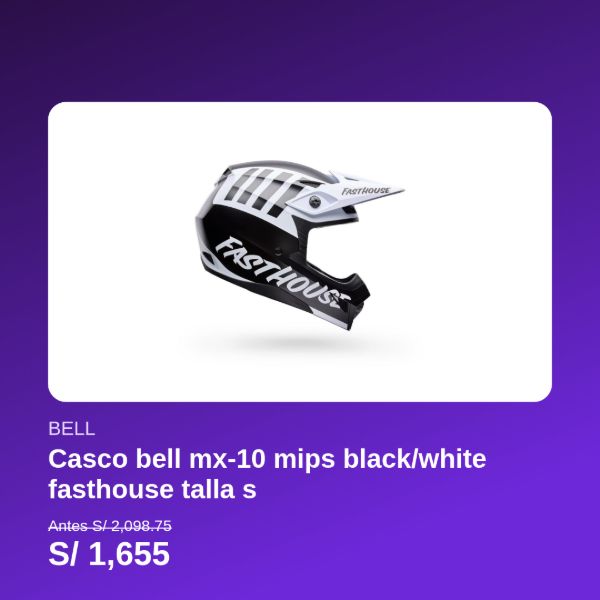 FASTHOUSE
FASTHOUSE
BELL
Casco bell mx-10 mips black/white
fasthouse talla s
Antes S/ 2,098.75
S/ 1,655